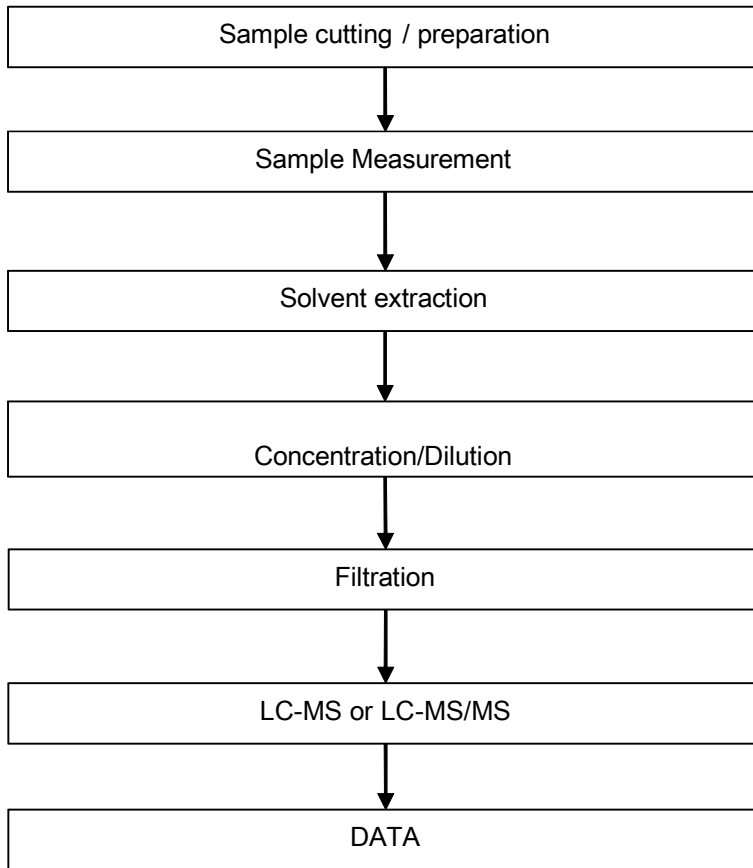 Sample cutting / preparation
Sample Measurement
Solvent extraction
Concentration/Dilution
Filtration
LC-MS or LC-MS/MS
DATA